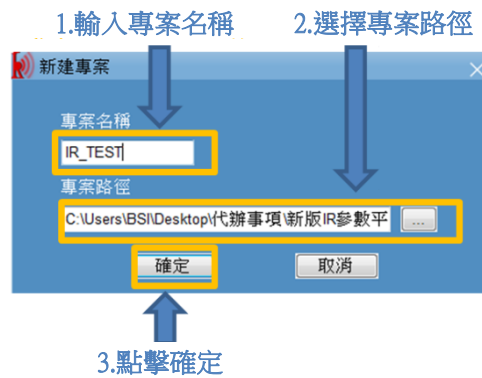 1.輸入專案名稱 2.選擇專案路徑
新建專案
專案名稱
IR_TEST
專案路徑
C:\Users\BSI\Desktop\代辦事項\新版IR參數平 ...
確定 取消
3.點擊確定